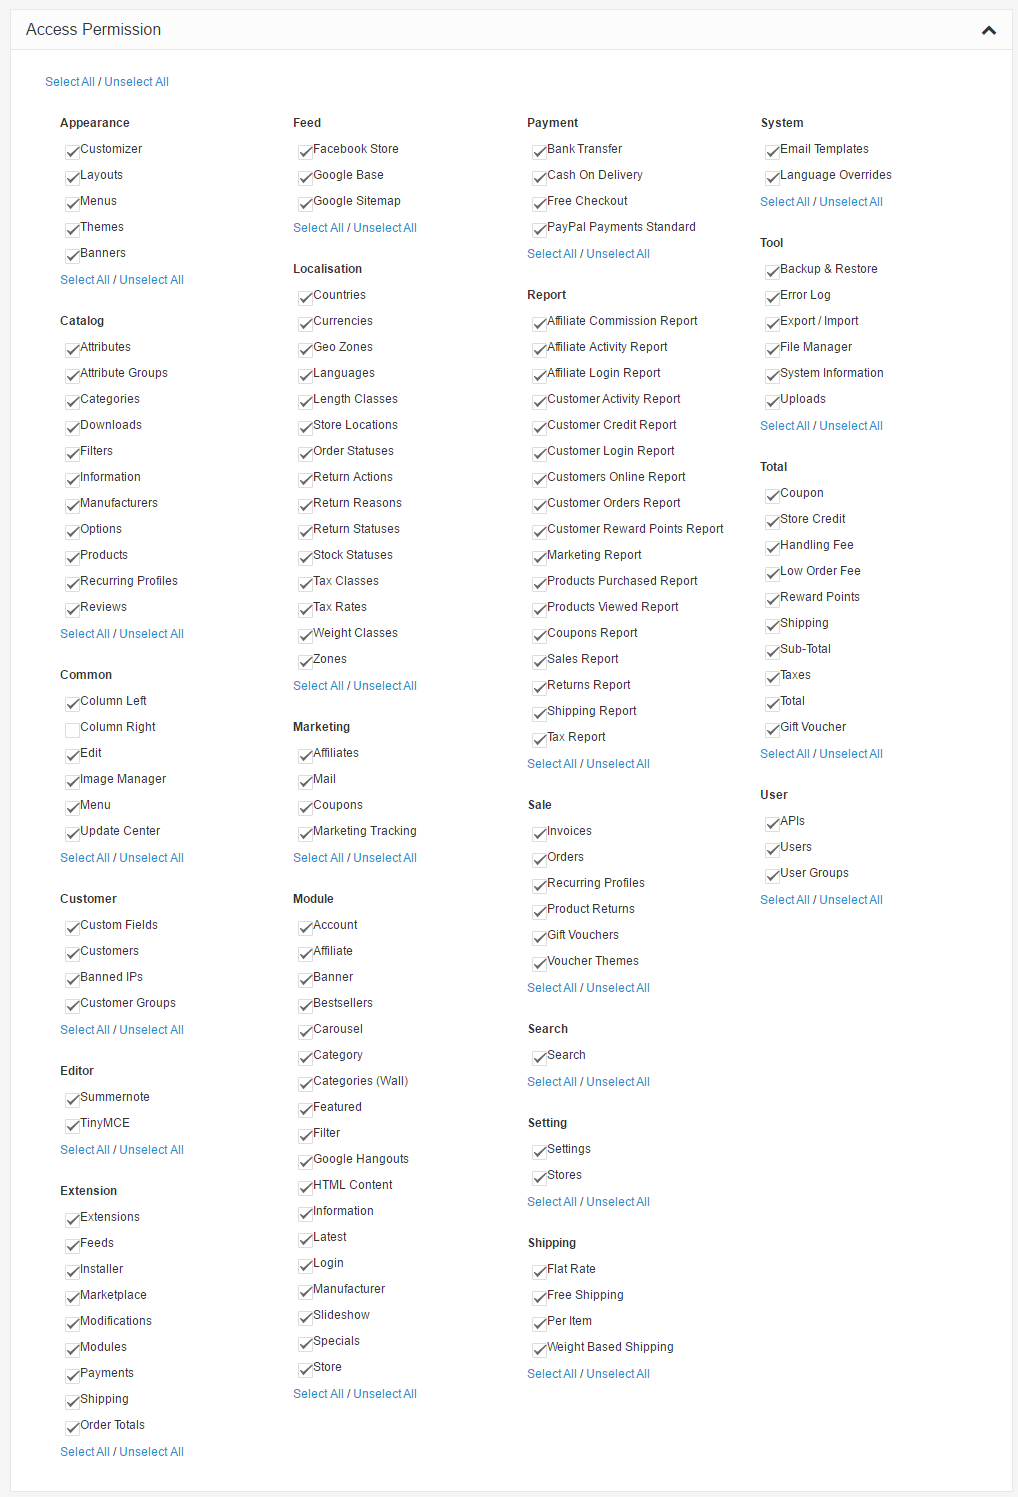 Access Permission
Select All / Unselect All
Appearance
Customizer
Layouts
Menus
Themes
Banners
Select All / Unselect All
Catalog
Attributes
Attribute Groups
Categories
Downloads
Filters
Information
Manufacturers
Options
Products
Recurring Profiles
Reviews
Select All / Unselect All
Common
Column Left
Column Right
Edit
Image Manager
Menu
Update Center
Select All / Unselect All
Customer
Custom Fields
Customers
Banned IPs
Customer Groups
Select All / Unselect All
Editor
Summernote
TinyMCE
Select All / Unselect All
Extension
Extensions
Feeds
Installer
Marketplace
Modifications
Modules
Payments
Shipping
Order Totals
Select All / Unselect All
Feed
Facebook Store
Google Base
Google Sitemap
Select All / Unselect All
Localisation
Countries
Currencies
Geo Zones
Languages
Length Classes
Store Locations
Order Statuses
Return Actions
Return Reasons
Return Statuses
Stock Statuses
Tax Classes
Tax Rates
Weight Classes
Zones
Select All / Unselect All
Marketing
Affiliates
Mail
Coupons
Marketing Tracking
Select All / Unselect All
Module
Account
Affiliate
Banner
Bestsellers
Carousel
Category
Categories (Wall)
Featured
Filter
Google Hangouts
HTML Content
Information
Latest
Login
Manufacturer
Slideshow
Specials
Store
Select All / Unselect All
Payment
Bank Transfer
Cash On Delivery
Free Checkout
PayPal Payments Standard
Select All / Unselect All
Report
Affiliate Commission Report
Affiliate Activity Report
Affiliate Login Report
Customer Activity Report
Customer Credit Report
Customer Login Report
Customers Online Report
Customer Orders Report
Customer Reward Points Report
Marketing Report
Products Purchased Report
Products Viewed Report
Coupons Report
Sales Report
Returns Report
Shipping Report
Tax Report
Select All / Unselect All
Sale
Invoices
Orders
Recurring Profiles
Product Returns
Gift Vouchers
Voucher Themes
Select All / Unselect All
Search
Search
Select All / Unselect All
Setting
Settings
Stores
Select All / Unselect All
Shipping
Flat Rate
Free Shipping
Per Item
Weight Based Shipping
Select All / Unselect All
System
Email Templates
Language Overrides
Select All / Unselect All
Tool
Backup & Restore
Error Log
Export / Import
File Manager
System Information
Uploads
Select All / Unselect All
Total
Coupon
Store Credit
Handling Fee
Low Order Fee
Reward Points
Shipping
Sub-Total
Taxes
Total
Gift Voucher
Select All / Unselect All
User
APIs
Users
User Groups
Select All / Unselect All